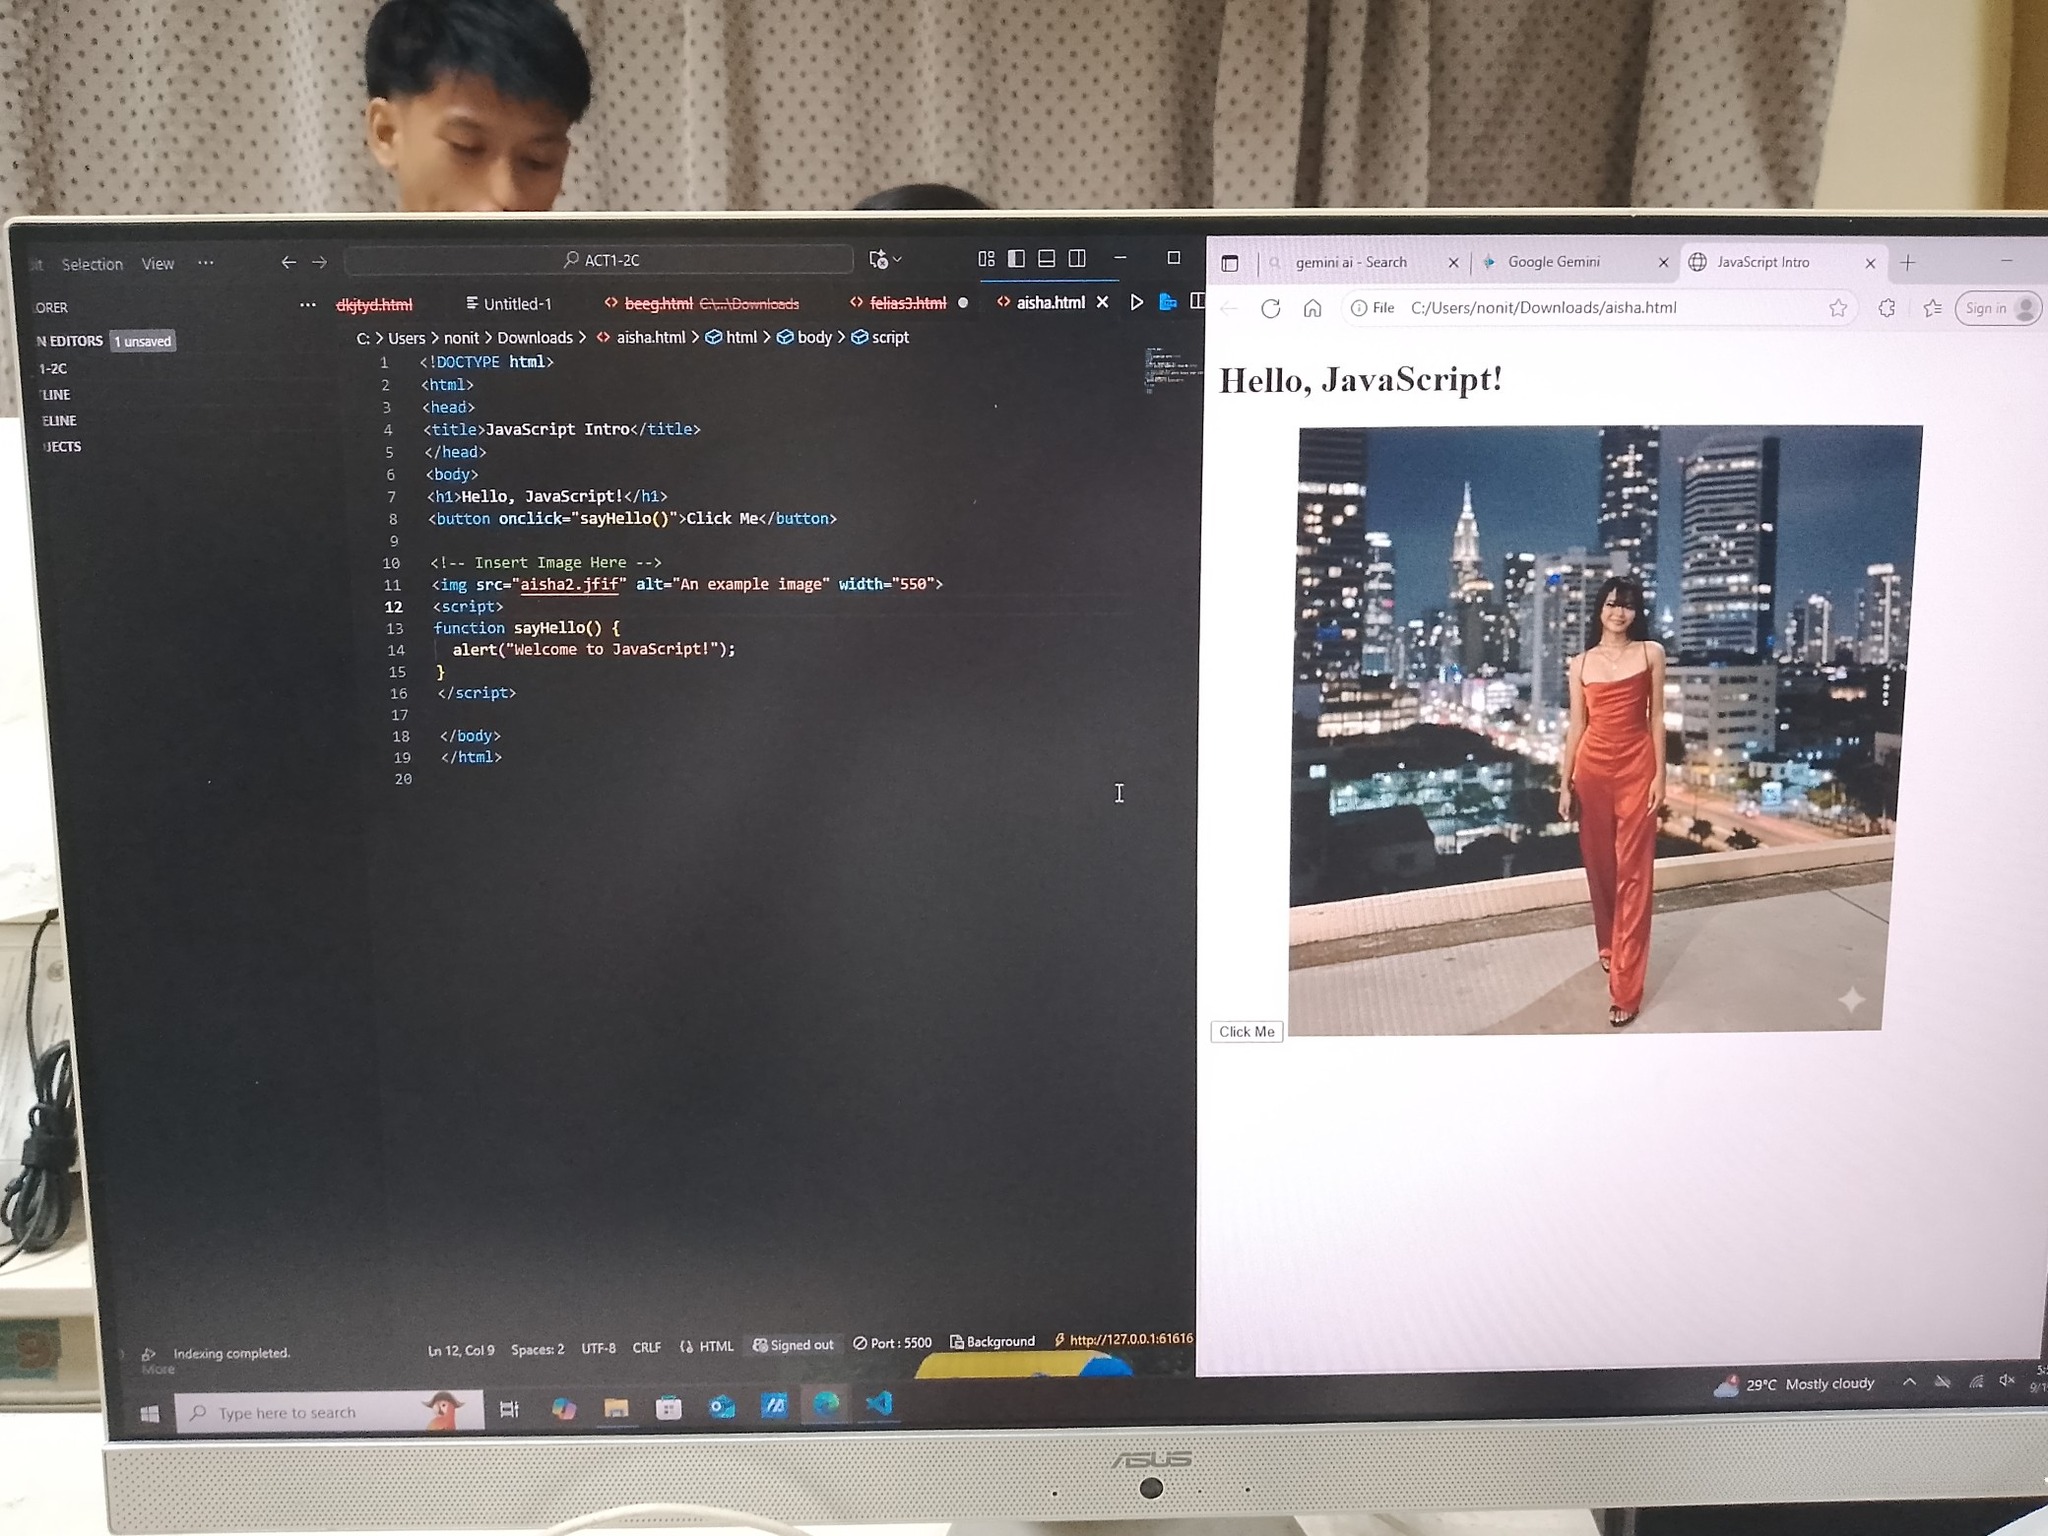 Selection View ...
ACT1-2C
ORER
...
dkjtyd.html
Untitled-1
beeg.html C:\...\Downloads
felias3.html
aisha.html
N EDITORS 1 unsaved
1-2C
LINE
ELINE
JECTS
C: > Users > nonit > Downloads > aisha.html > html > body > script
1 <!DOCTYPE html>
2 <html>
3 <head>
4 <title>JavaScript Intro</title>
5 </head>
6 <body>
7 <h1>Hello, JavaScript!</h1>
8 <button onclick="sayHello()">Click Me</button>
9
10 <!-- Insert Image Here -->
11 <img src="aisha2.jfif" alt="An example image" width="550">
12 <script>
13 function sayHello() {
14 alert("Welcome to JavaScript!");
15 }
16 </script>
17
18 </body>
19 </html>
20
Indexing completed.
More
Ln 12, Col 9 Spaces: 2 UTF-8 CRLF HTML Signed out Port : 5500 Background http://127.0.0.1:61616
gemini ai - Search
Google Gemini
JavaScript Intro
File C:/Users/nonit/Downloads/aisha.html
Sign in
Hello, JavaScript!
Click Me
Type here to search
29°C Mostly cloudy
ASUS
9